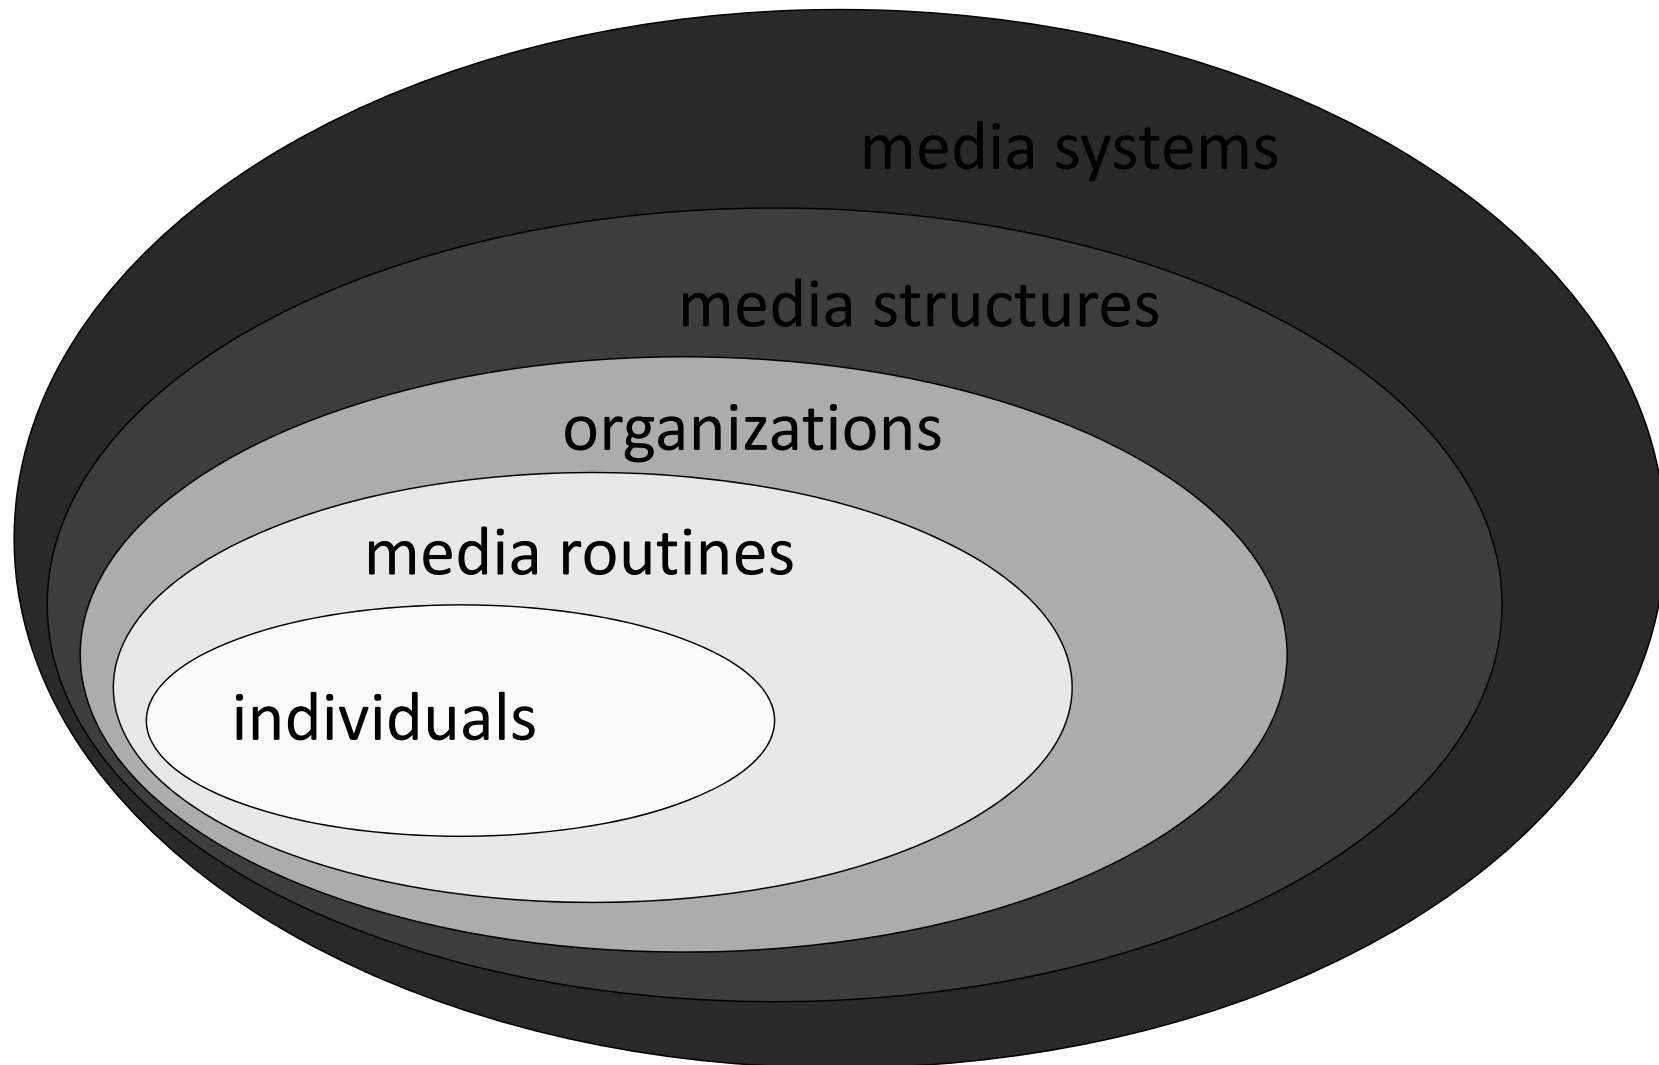 media systems
media structures
organizations
media routines
individuals